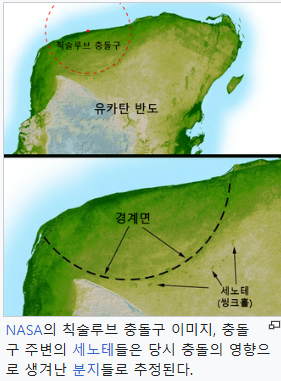 칙술루브 충돌구
유카탄 반도
경계면
세노테
(씽크홀)
NASA의 칙술루브 충돌구 이미지, 충돌
구 주변의 세노테들은 당시 충돌의 영향으
로 생겨난 분지들로 추정된다.